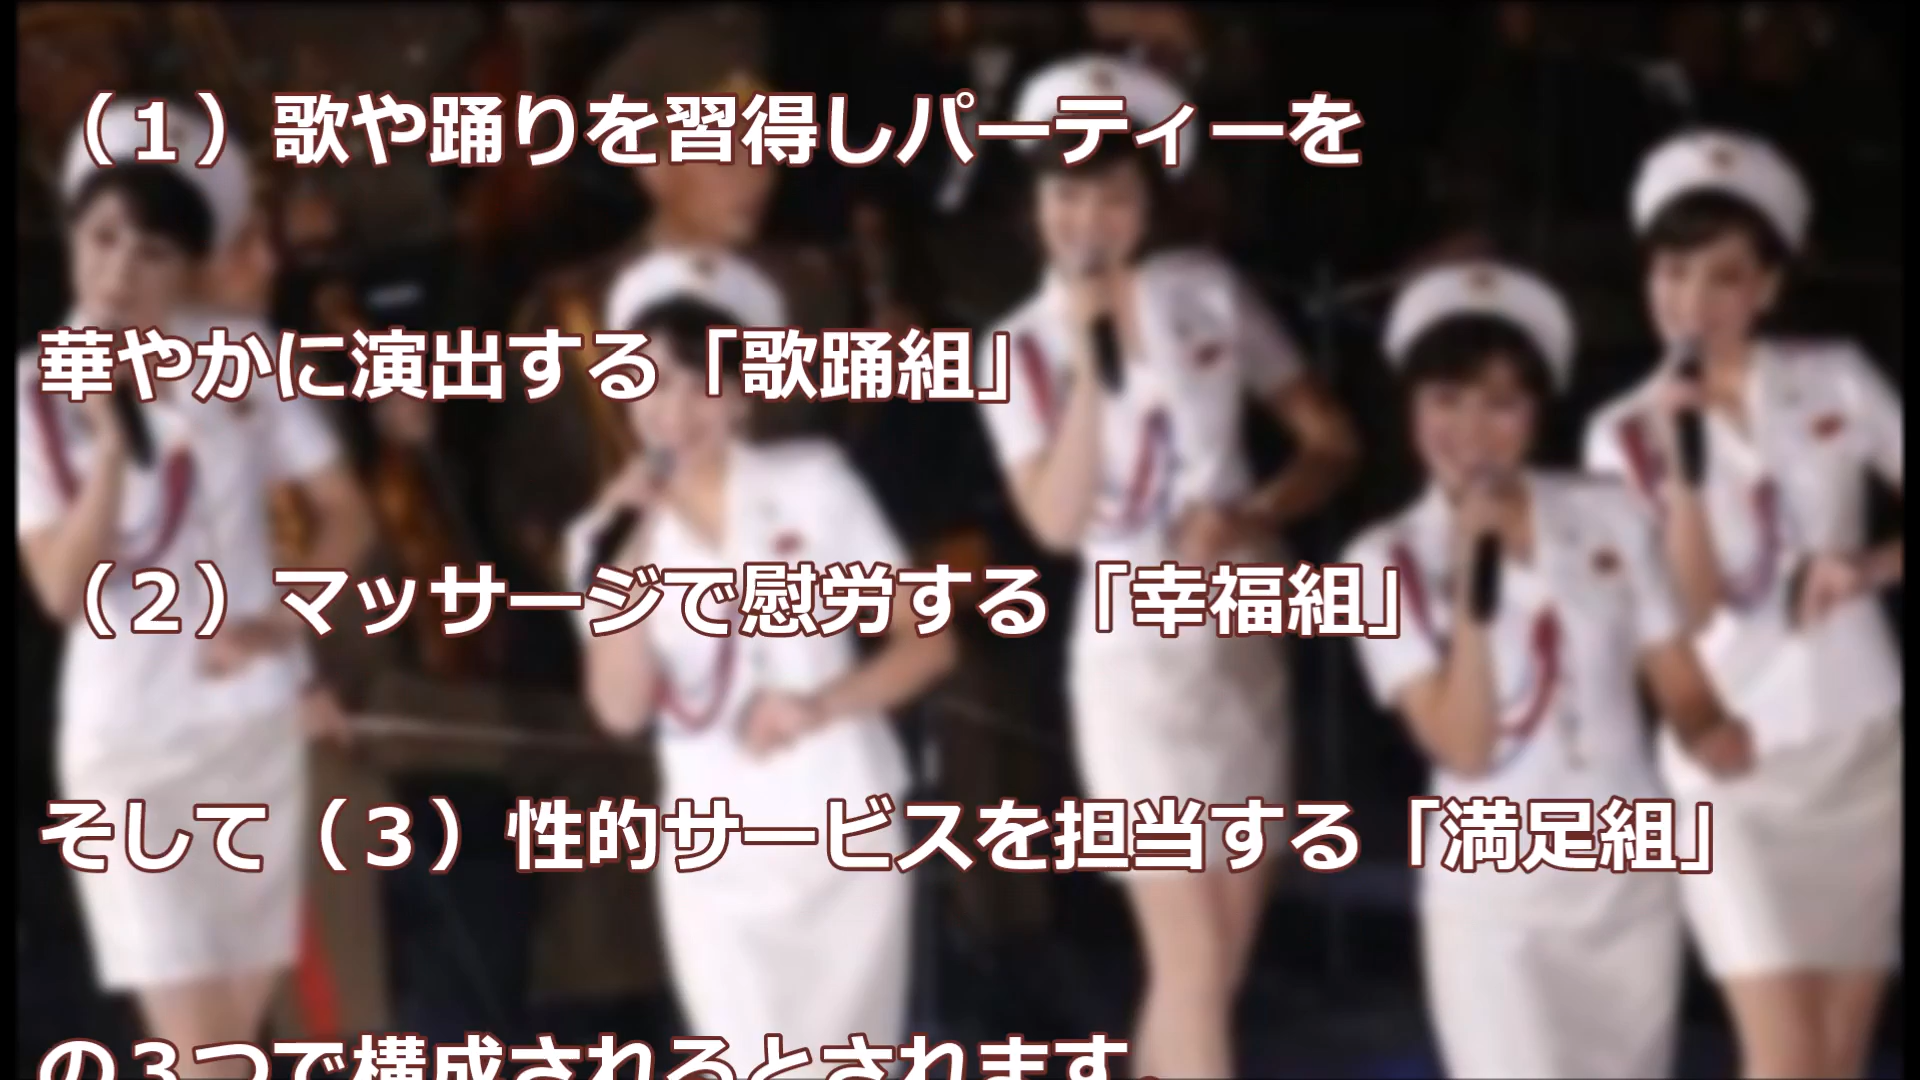 （１）歌や踊りを習得しパーティーを
華やかに演出する「歌踊組」
（２）マッサージで慰労する「幸福組」
そして（３）性的サービスを担当する「満足組」
の３つで構成されるとされます。